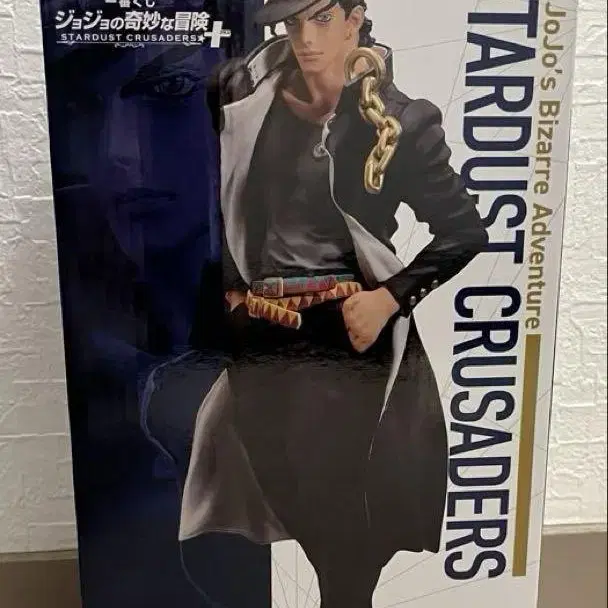 一番くじ
ジョジョの奇妙な冒険
STARDUST CRUSADERS+
JoJo's Bizarre Adventure
TARDUST CRUSADERS